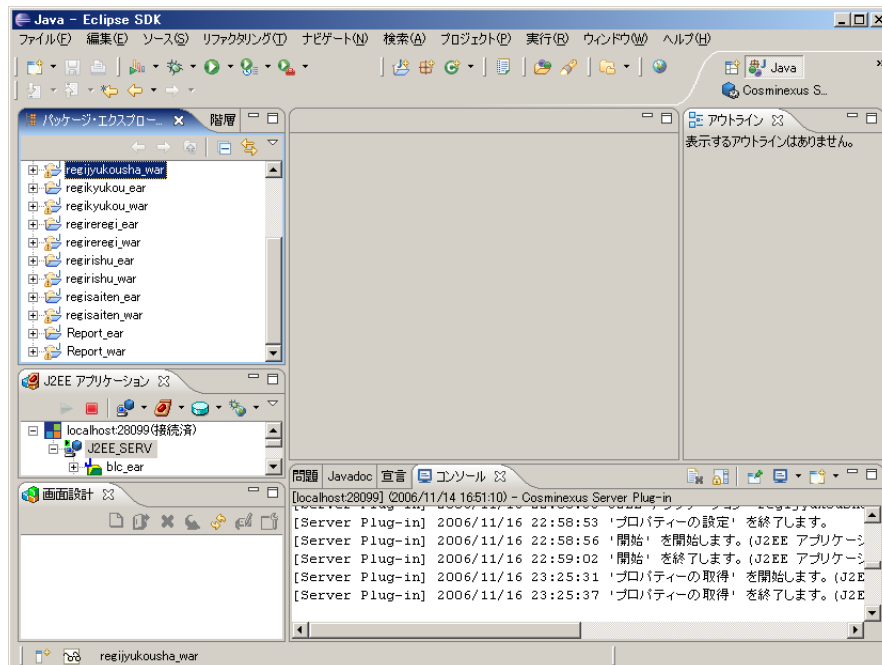 Java - Eclipse SDK
ファイル(F) 編集(E) ソース(S) リファクタリング(T) ナビゲート(N) 検索(A) プロジェクト(P) 実行(R) ウィンドウ(W) ヘルプ(H)
Java
Cosminexus S...
パッケージ・エクスプロー... 階層
regijyukousha_war
regikyukou_ear
regikyukou_war
regireregi_ear
regireregi_war
regirishu_ear
regirishu_war
regisaiten_ear
regisaiten_war
Report_ear
Report_war
アウトライン
表示するアウトラインはありません。
J2EE アプリケーション
localhost:28099(接続済)
J2EE_SERV
blc_ear
画面設計
問題 Javadoc 宣言 コンソール
[localhost:28099] (2006/11/14 16:51:10) - Cosminexus Server Plug-in
[Server Plug-in] 2006/11/16 22:58:53 'プロパティーの設定' を終了します。
[Server Plug-in] 2006/11/16 22:58:56 '開始' を開始します。(J2EE アプリケーシ
[Server Plug-in] 2006/11/16 22:59:02 '開始' を終了します。(J2EE アプリケーシ
[Server Plug-in] 2006/11/16 23:25:31 'プロパティーの取得' を開始します。(J2E
[Server Plug-in] 2006/11/16 23:25:37 'プロパティーの取得' を終了します。(J2E
regijyukousha_war